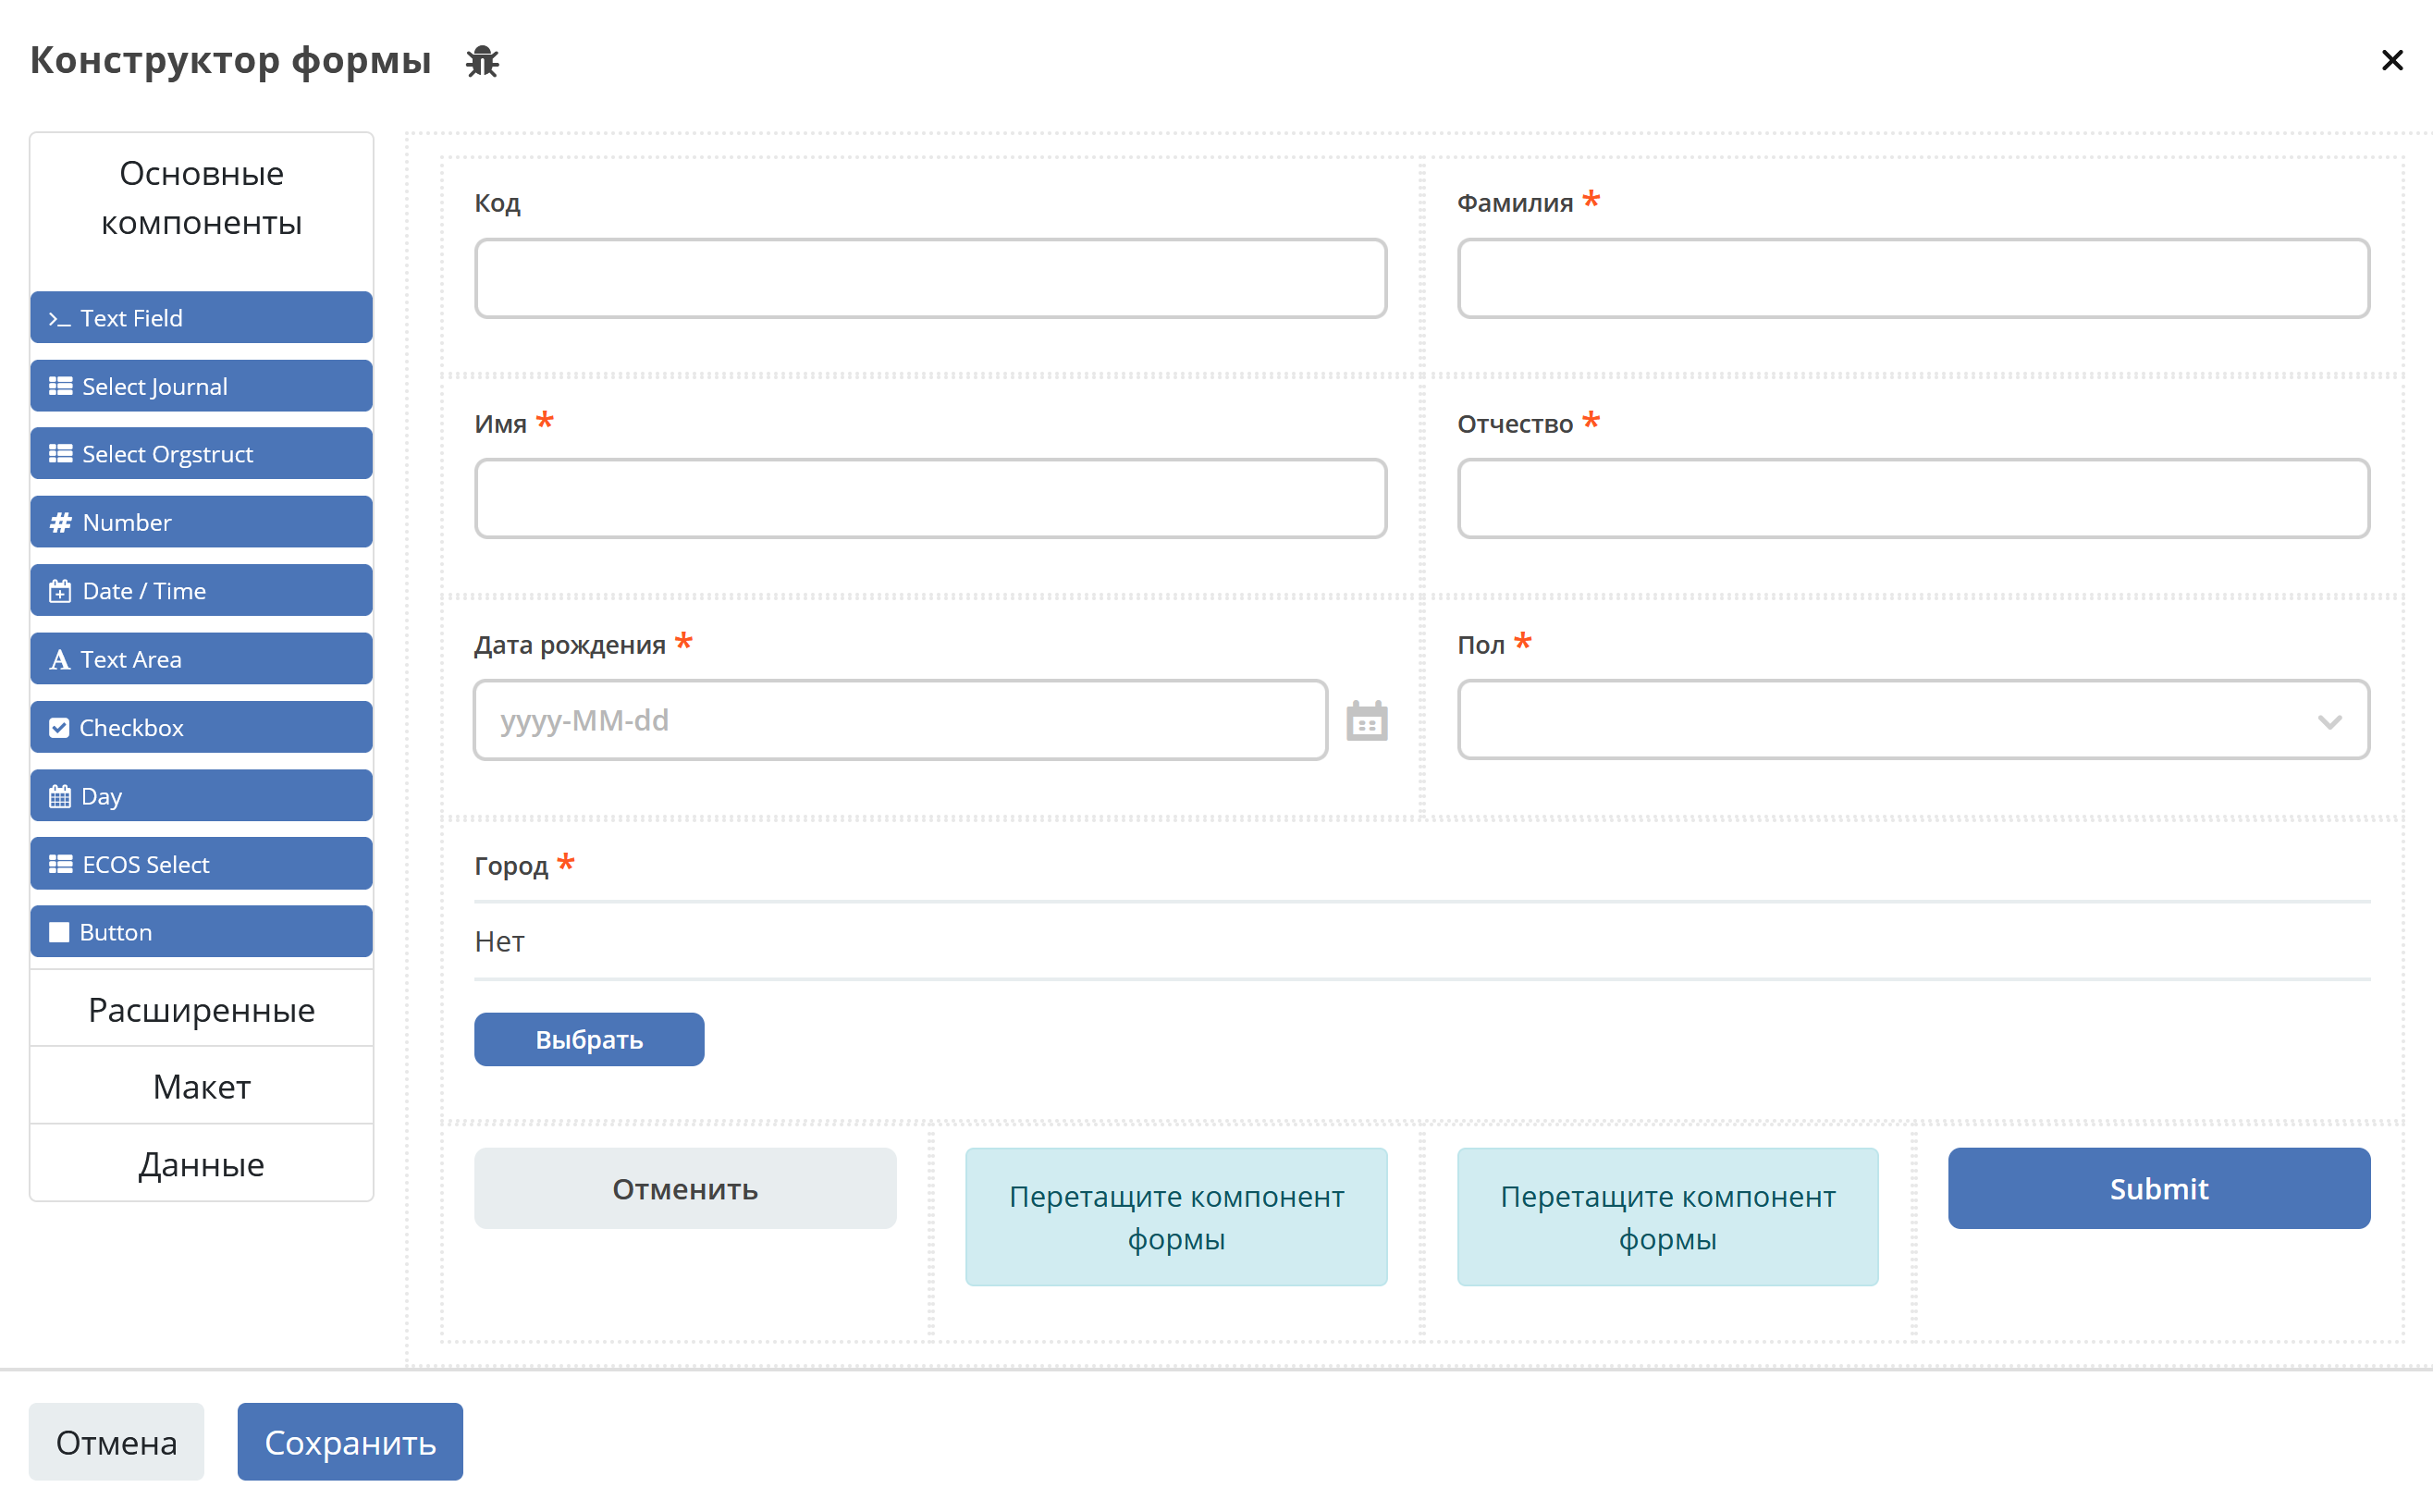 Конструктор формы
Основные
компоненты
Text Field
Select Journal
Select Orgstruct
Number
Date / Time
Text Area
Checkbox
Day
ECOS Select
Button
Расширенные
Макет
Данные
Код
Фамилия *
Имя *
Отчество *
Дата рождения *
yyyy-MM-dd
Пол *
Город *
Нет
Выбрать
Отменить
Перетащите компонент
формы
Перетащите компонент
формы
Submit
Отмена
Сохранить